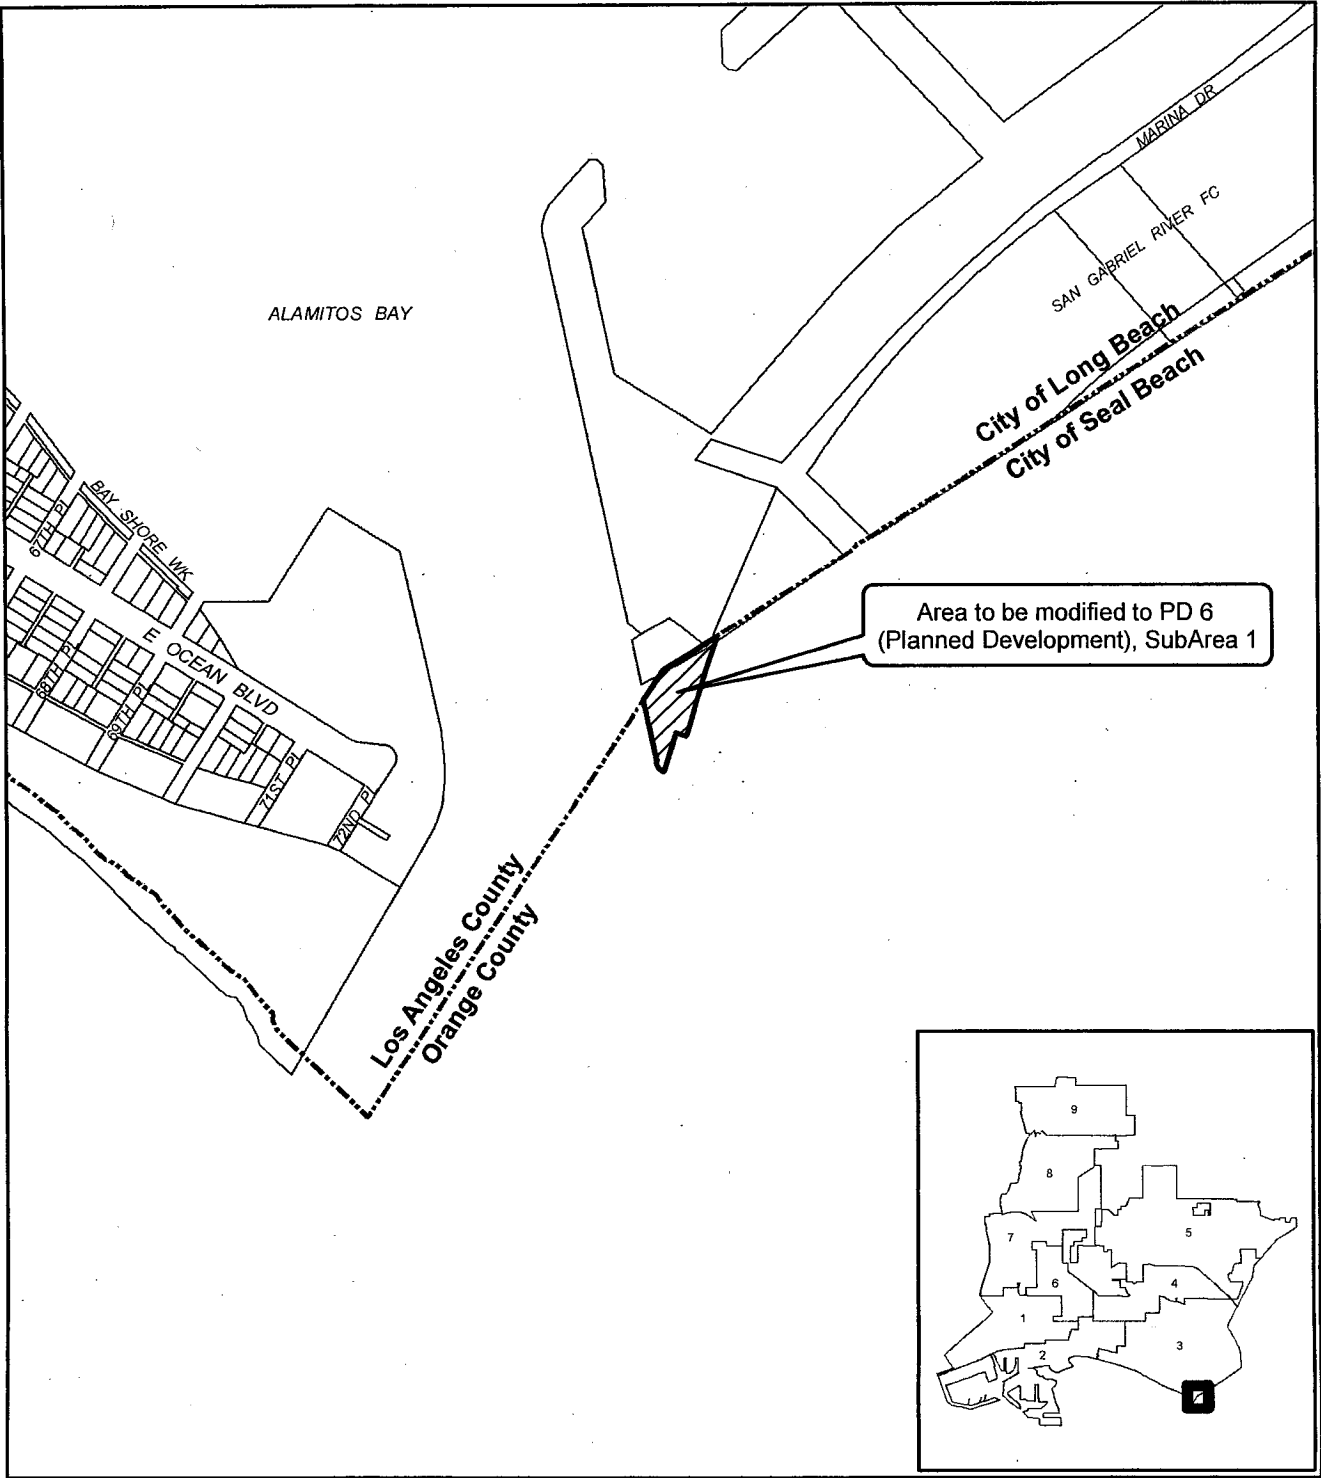 MARINA DR
SAN GABRIEL RIVER FC
ALAMITOS BAY
City of Long Beach
City of Seal Beach
BAY SHORE WK
67TH PL
Area to be modified to PD 6
(Planned Development), SubArea 1
E OCEAN BLVD
68TH PL
69TH PL
71ST PL
72ND PL
Los Angeles County
Orange County
9
8
7
5
6
4
1
3
2